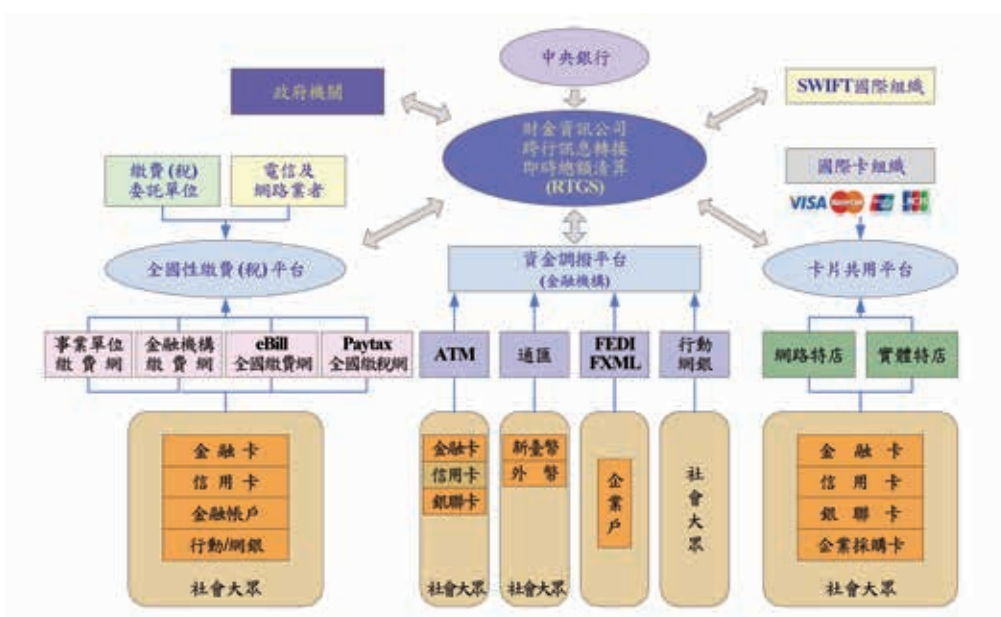 中央銀行
政府機關
SWIFT國際組織
財金資訊公司
跨行訊息轉接
即時總額清算
(RTGS)
繳費(稅)
委託單位
電信及
網路業者
國際卡組織
VISA MasterCard UnionPay JCB
全國性繳費(稅)平台
資金調撥平台
(金融機構)
卡片共用平台
事業單位
繳費網
金融機構
繳費網
eBill
全國繳費網
Paytax
全國繳稅網
ATM
通匯
FEDI
FXML
行動
網銀
網路特店
實體特店
金融卡
信用卡
金融帳戶
行動/網銀
社會大眾
金融卡
信用卡
銀聯卡
社會大眾
新臺幣
外幣
社會大眾
企業戶
社會大眾
金融卡
信用卡
銀聯卡
企業採購卡
社會大眾